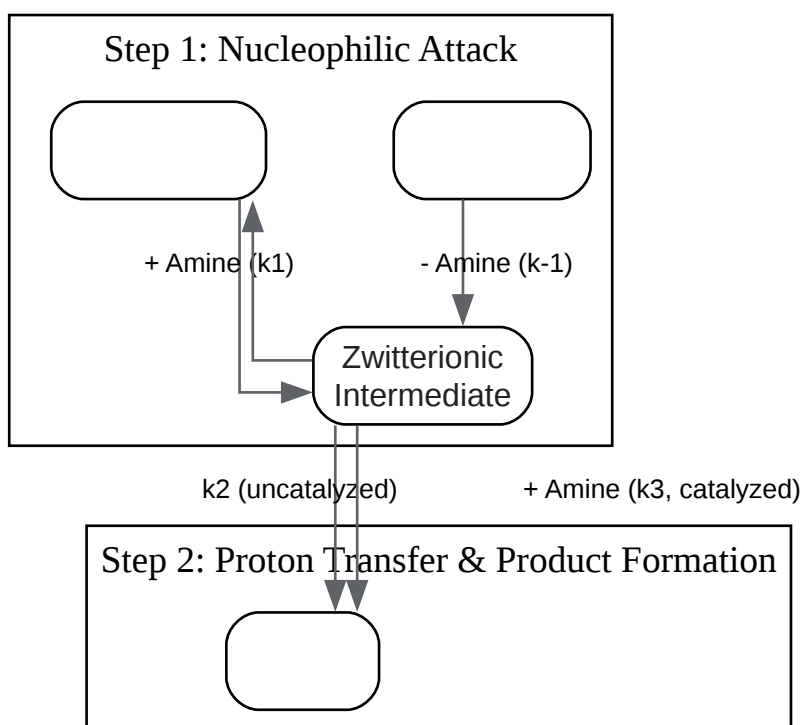 Step 1: Nucleophilic Attack
+ Amine (k1)
- Amine (k-1)
Zwitterionic
Intermediate
k2 (uncatalyzed)
+ Amine (k3, catalyzed)
Step 2: Proton Transfer & Product Formation